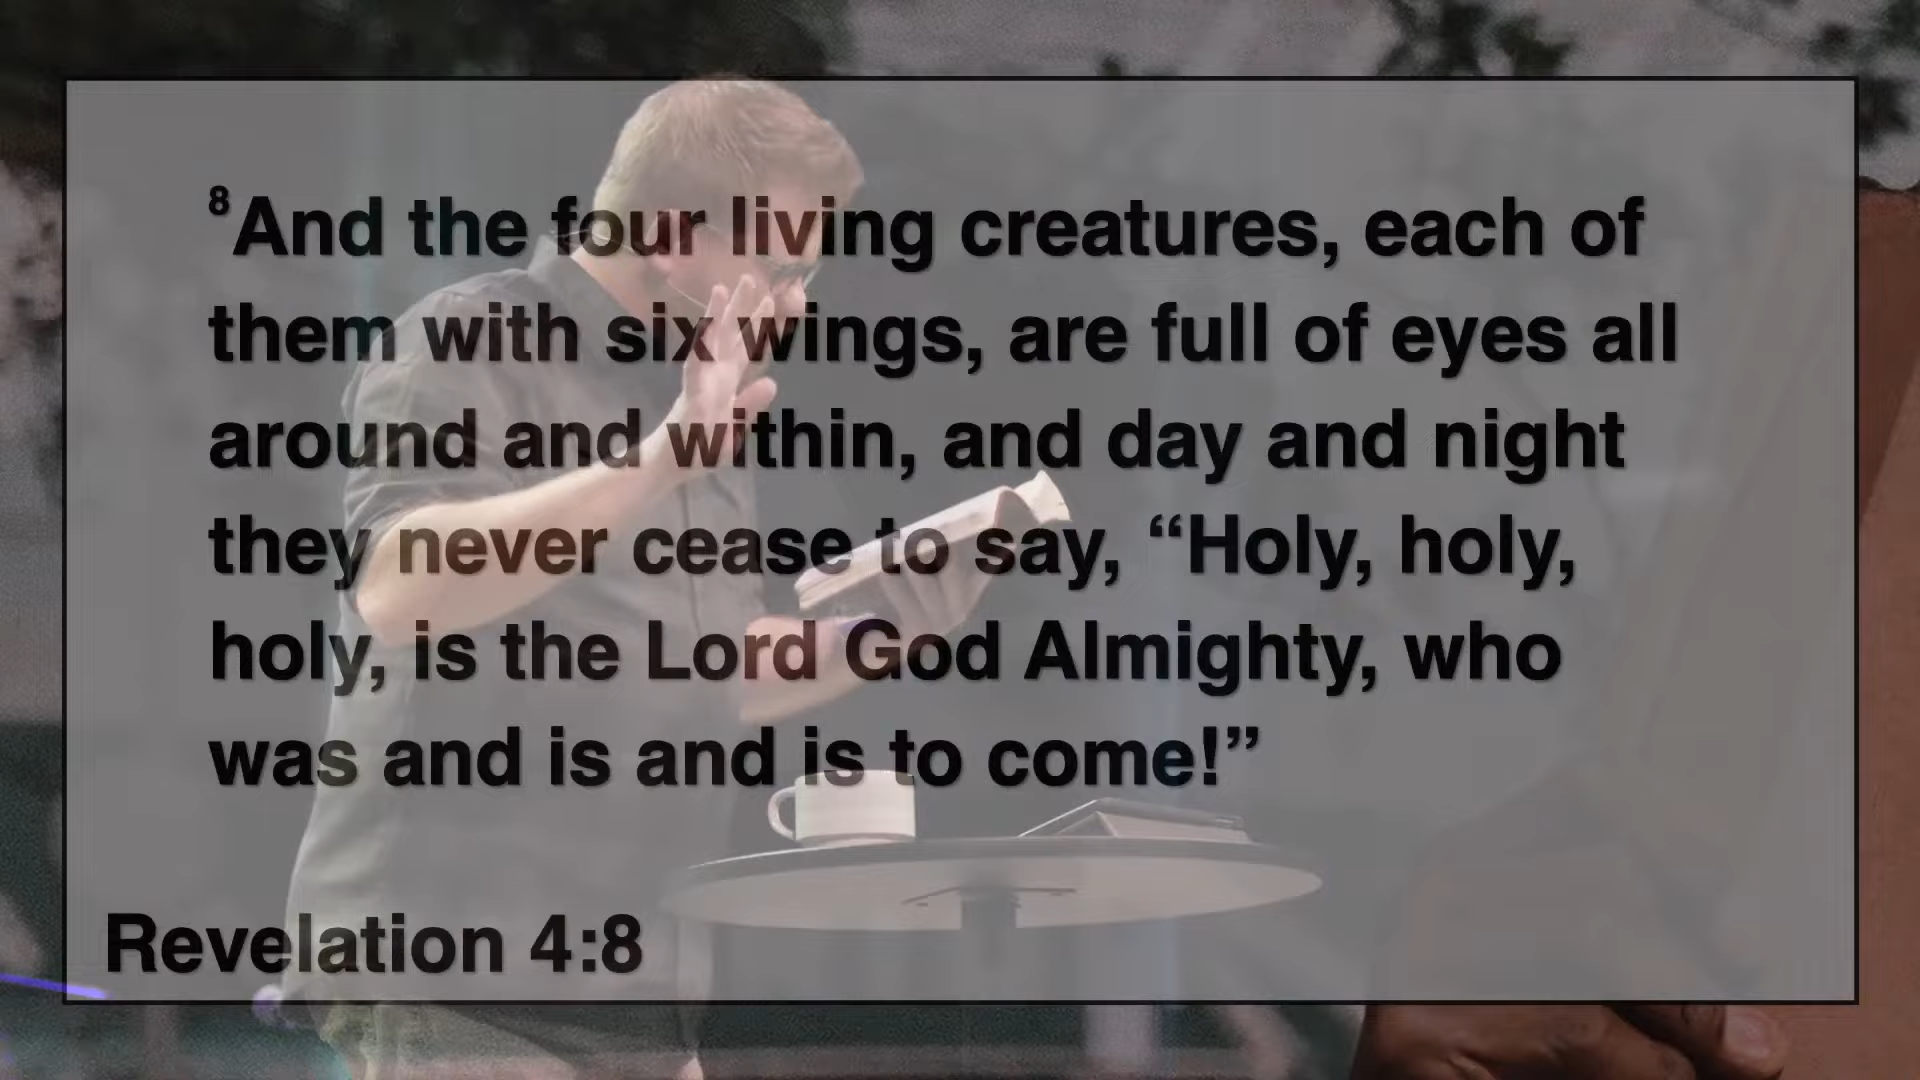 ⁸And the four living creatures, each of
them with six wings, are full of eyes all
around and within, and day and night
they never cease to say, “Holy, holy,
holy, is the Lord God Almighty, who
was and is and is to come!”
Revelation 4:8